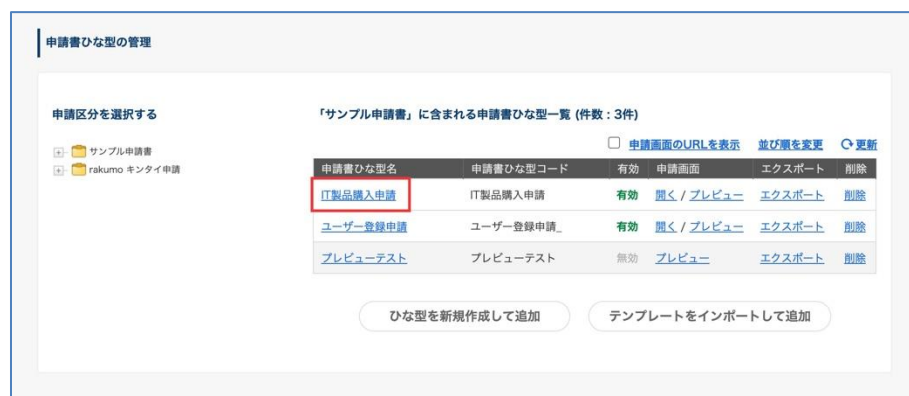 申請書ひな型の管理
申請区分を選択する
サンプル申請書
rakumo キンタイ申請
「サンプル申請書」に含まれる申請書ひな型一覧 (件数：3件)
申請画面のURLを表示 並び順を変更 更新
申請書ひな型名 申請書ひな型コード 有効 申請画面 エクスポート 削除
IT製品購入申請 IT製品購入申請 有効 開く / プレビュー エクスポート 削除
ユーザー登録申請 ユーザー登録申請_ 有効 開く / プレビュー エクスポート 削除
プレビューテスト プレビューテスト 無効 プレビュー エクスポート 削除
ひな型を新規作成して追加 テンプレートをインポートして追加